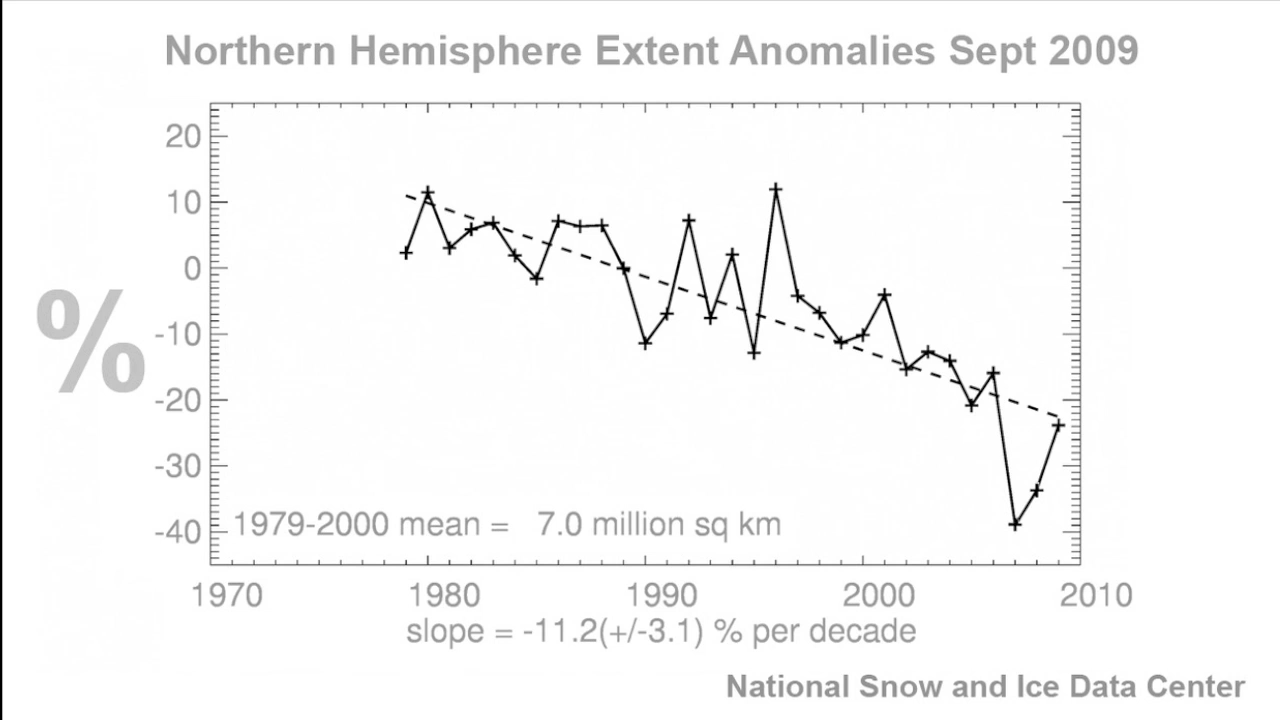 Northern Hemisphere Extent Anomalies Sept 2009
20
10
0
%
-10
-20
-30
-40
1979-2000 mean = 7.0 million sq km
1970 1980 1990 2000 2010
slope = -11.2(+/-3.1) % per decade
National Snow and Ice Data Center